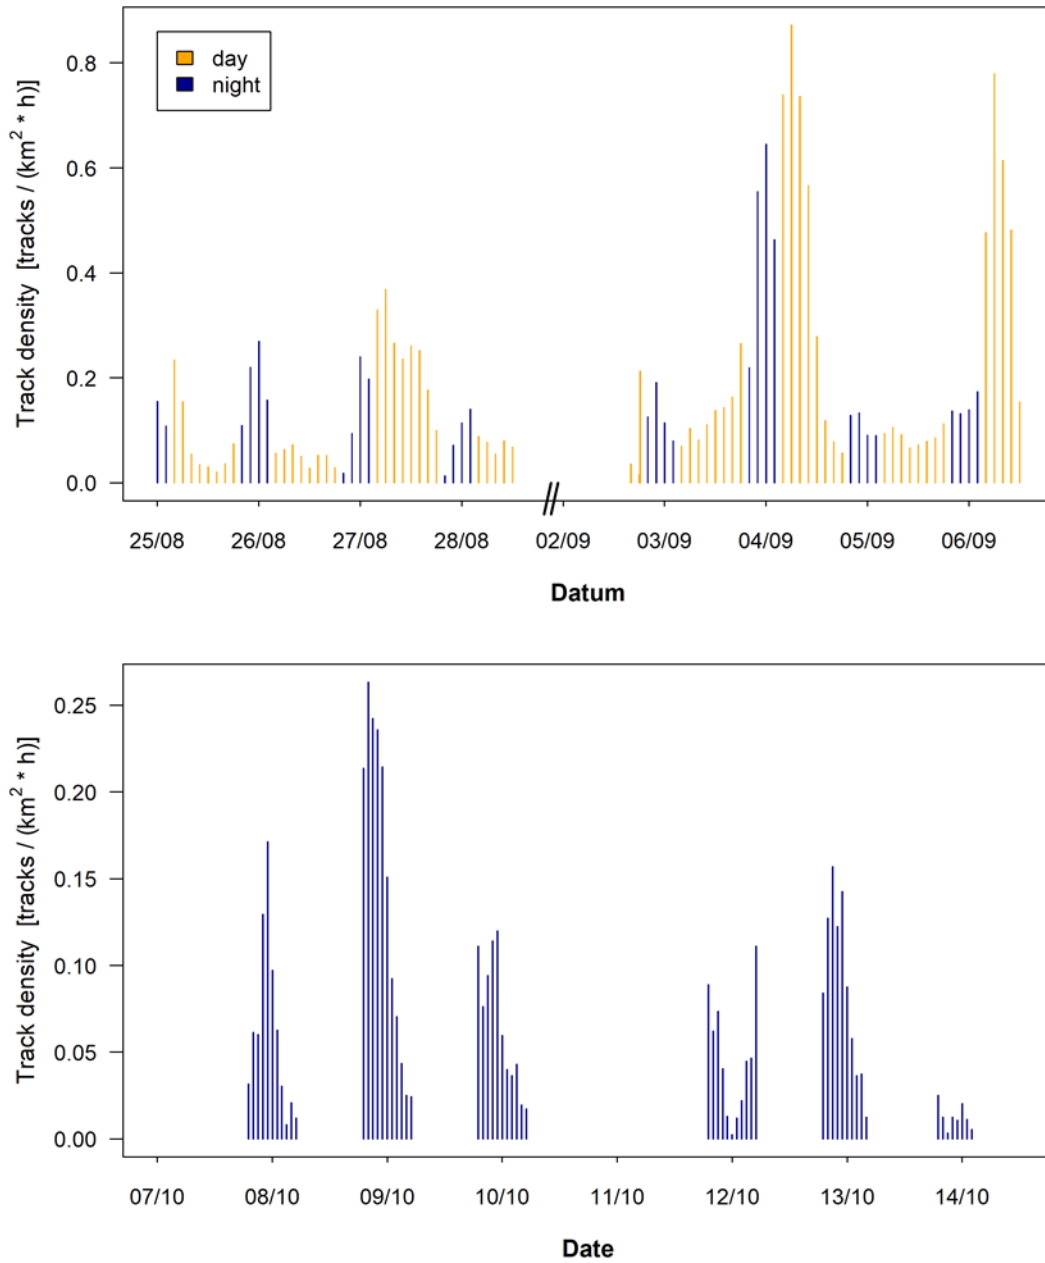 Track density [tracks / (km² * h)]
0.8
0.6
0.4
0.2
0.0
day
night
25/08 26/08 27/08 28/08 02/09 03/09 04/09 05/09 06/09
Datum
Track density [tracks / (km² * h)]
0.25
0.20
0.15
0.10
0.05
0.00
07/10 08/10 09/10 10/10 11/10 12/10 13/10 14/10
Date